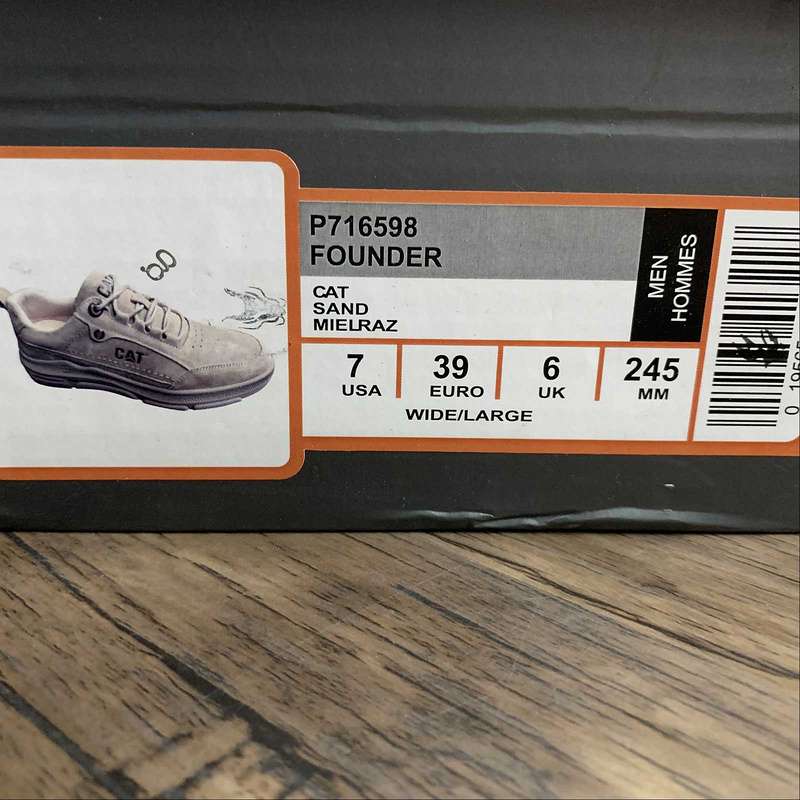 P716598
FOUNDER
CAT
SAND
MIELRAZ
MEN
HOMMES
7
USA
39
EURO
6
UK
245
MM
WIDE/LARGE
CAT